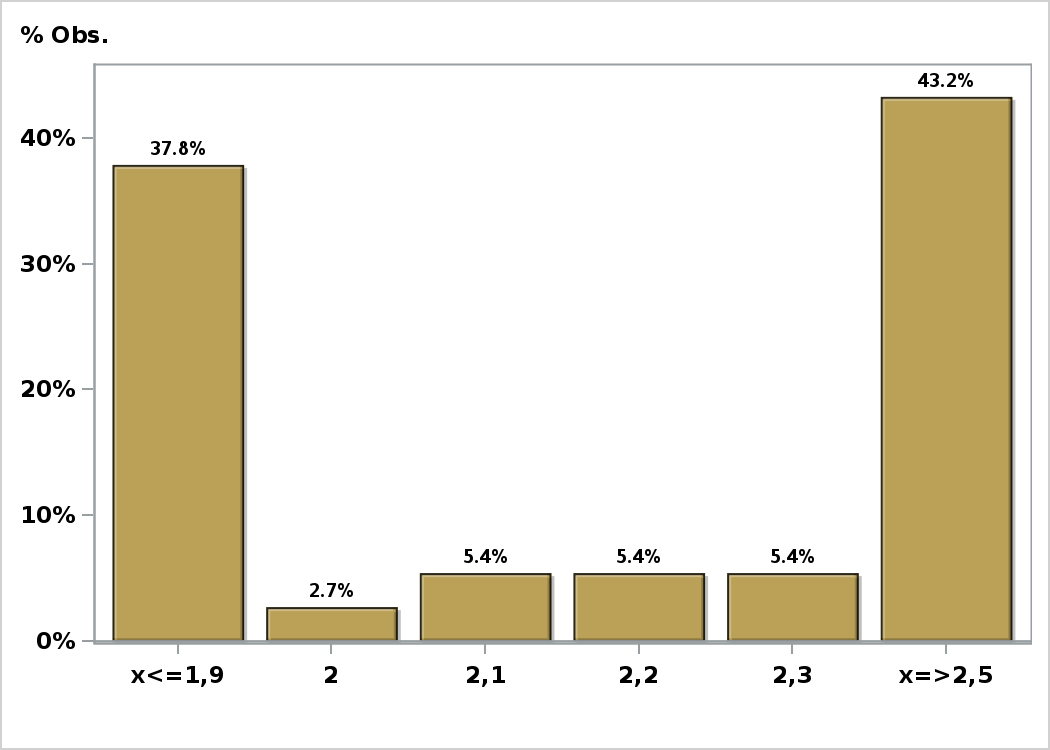 % Obs.
43.2%
40%
37.8%
30%
20%
10%
5.4% 5.4% 5.4%
2.7%
0%
x<=1,9 2 2,1 2,2 2,3 x=>2,5